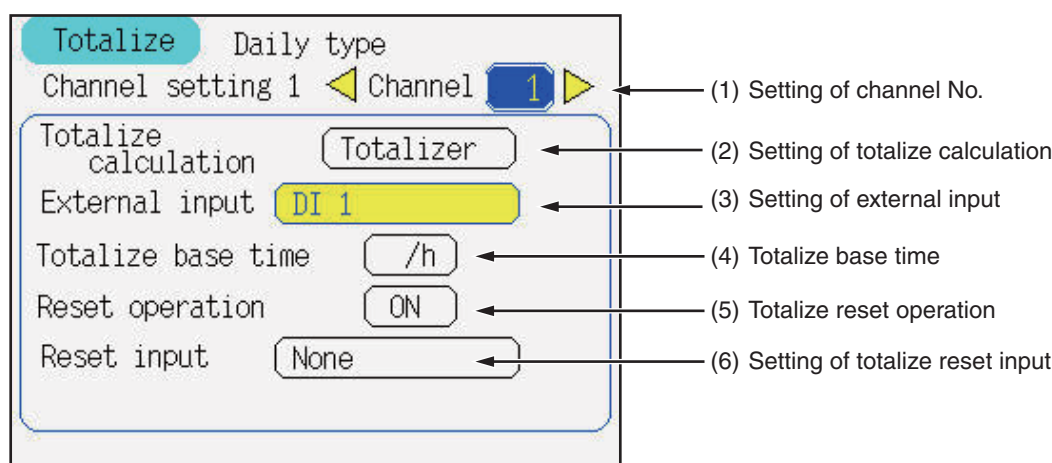 Totalize Daily type
Channel setting 1 Channel 1
(1) Setting of channel No.
Totalize
calculation Totalizer
(2) Setting of totalize calculation
External input DI 1
(3) Setting of external input
Totalize base time /h
(4) Totalize base time
Reset operation ON
(5) Totalize reset operation
Reset input None
(6) Setting of totalize reset input